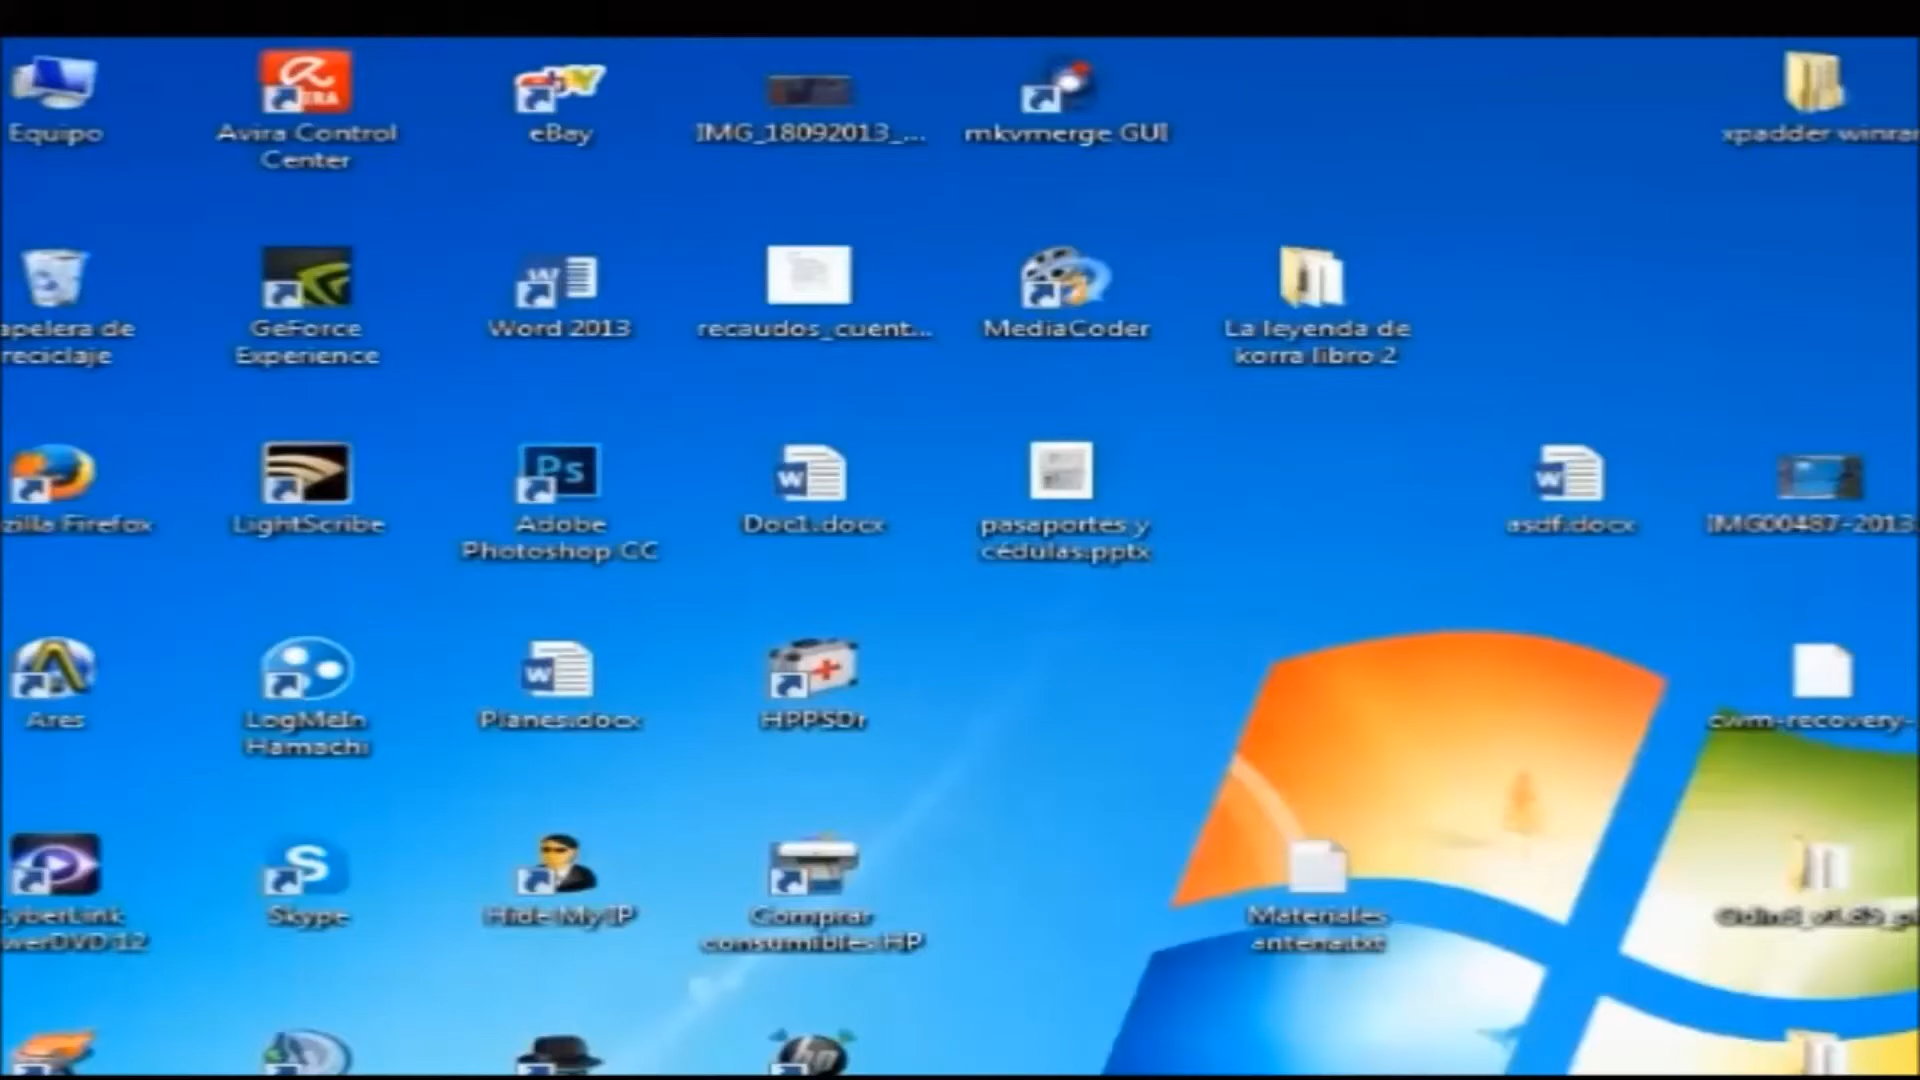 Equipo
Avira Control
Center
eBay
IMG_18092013_...
mkvmerge GUI
xpadder winrar
apelera de
reciclaje
GeForce
Experience
Word 2013
recaudos_cuent...
MediaCoder
La leyenda de
korra libro 2
zilla Firefox
LightScribe
Adobe
Photoshop CC
Doc1.docx
pasaportes y
cédulas.pptx
asdf.docx
IMG00487-2013
Ares
LogMeIn
Hamachi
Planes.docx
HPPSDr
cwm-recovery-
CyberLink
werDVD 12
Skype
Hide My IP
Comprar
consumibles HP
Materiales
antena.txt